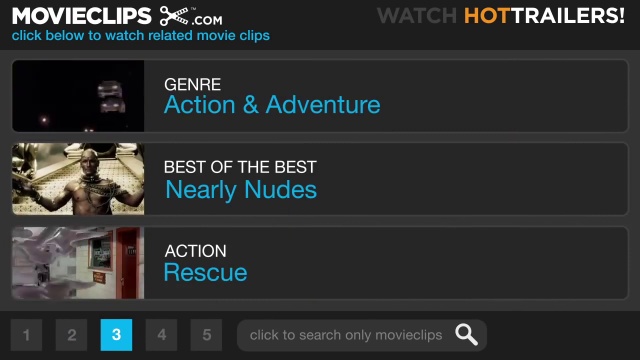 MOVIECLIPS .COM
WATCH HOTTRAILERS!
click below to watch related movie clips
GENRE
Action & Adventure
BEST OF THE BEST
Nearly Nudes
ACTION
Rescue
1 2 3 4 5
click to search only movieclips